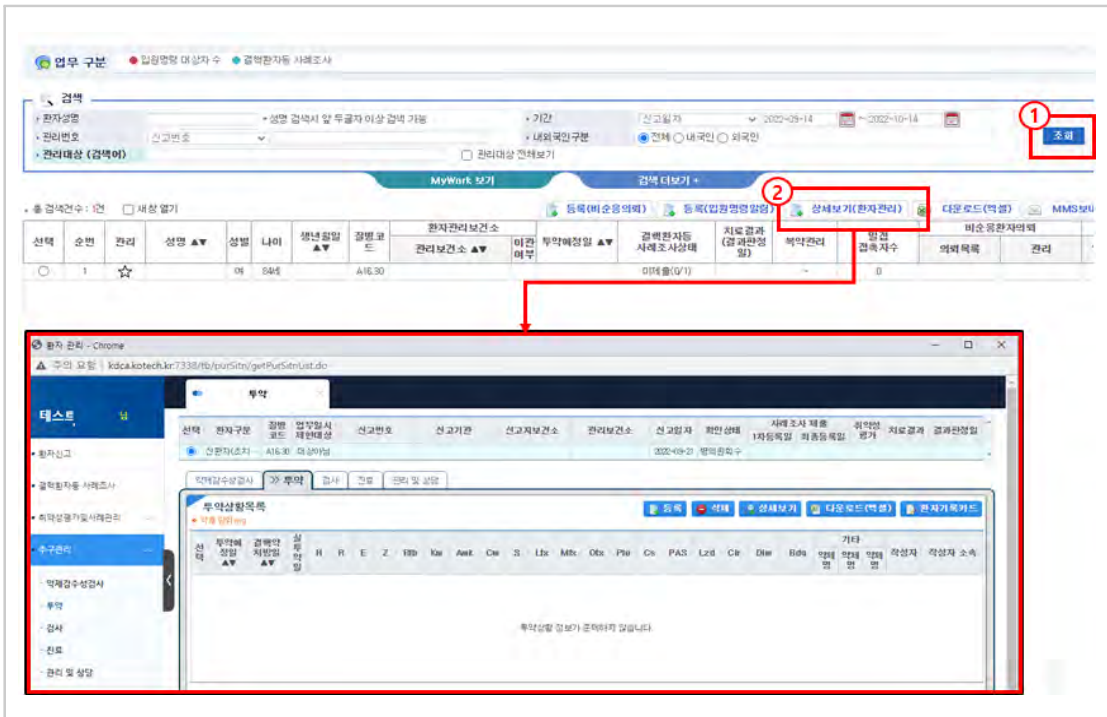 업무 구분 ● 입원명령 대상자 수 ● 결핵환자등 사례조사
검색
환자성명 * 성명 검색시 앞 두글자 이상 검색 가능 기간 신고일자 2022-09-14 ~ 2022-10-14
①
관리번호 신고번호 내외국인구분 전체 내국인 외국인 조회
관리대상 (검색어) 관리대상 전체보기
MyWork 보기 검색 더보기 +
②
총 검색건수 : 1건 새창 열기 등록(비순응의뢰) 등록(입원명령일령) 상세보기(환자관리) 다운로드(엑셀) MMS보내
선택 순번 관리 성명 ▲▼ 성별 나이 생년월일 ▲▼ 질병코드 환자관리보건소 관리보건소 ▲▼ 이관여부 투약예정일 ▲▼ 결핵환자등 사례조사상태 치료결과 (결과판정일) 복약관리 밀접 접촉자수 비순응환자의뢰 의뢰목록 관리
1 ☆ 여 84세 A16.30 미제출(0/1) - 0
환자 관리 - Chrome
주의 요함 kdca.kotech.kr:7338/tb/purSitn/getPurSitnList.do
투약
테스트 님
선택 환자구분 질병코드 업무일시제한대상 신고번호 신고기관 신고지보건소 관리보건소 신고일자 확인상태 사례조사 제출 1차등록일 최종등록일 취약성평가 치료결과 결과판정일
신환자(초치 A16.30 대상아님 2022-09-21 병의원회수
환자신고
약제감수성검사 >> 투약 검사 진료 관리 및 상담
결핵환자등 사례조사
투약상황목록 등록 삭제 상세보기 다운로드(엑셀) 환자기록카드
약품 단위:mg
취약성평가및사례관리
추구관리
선택 투약예정일 ▲▼ 결핵약처방일 ▲▼ 실투약일 H R E Z Rfb Km Amk Cm S Lfx Mfx Ofx Pto Cs PAS Lzd Clr Dlm Bdq 기타 약제명 약제명 약제명 작성자 작성자 소속
약제감수성검사
투약
투약상황 정보가 존재하지 않습니다.
검사
진료
관리 및 상담